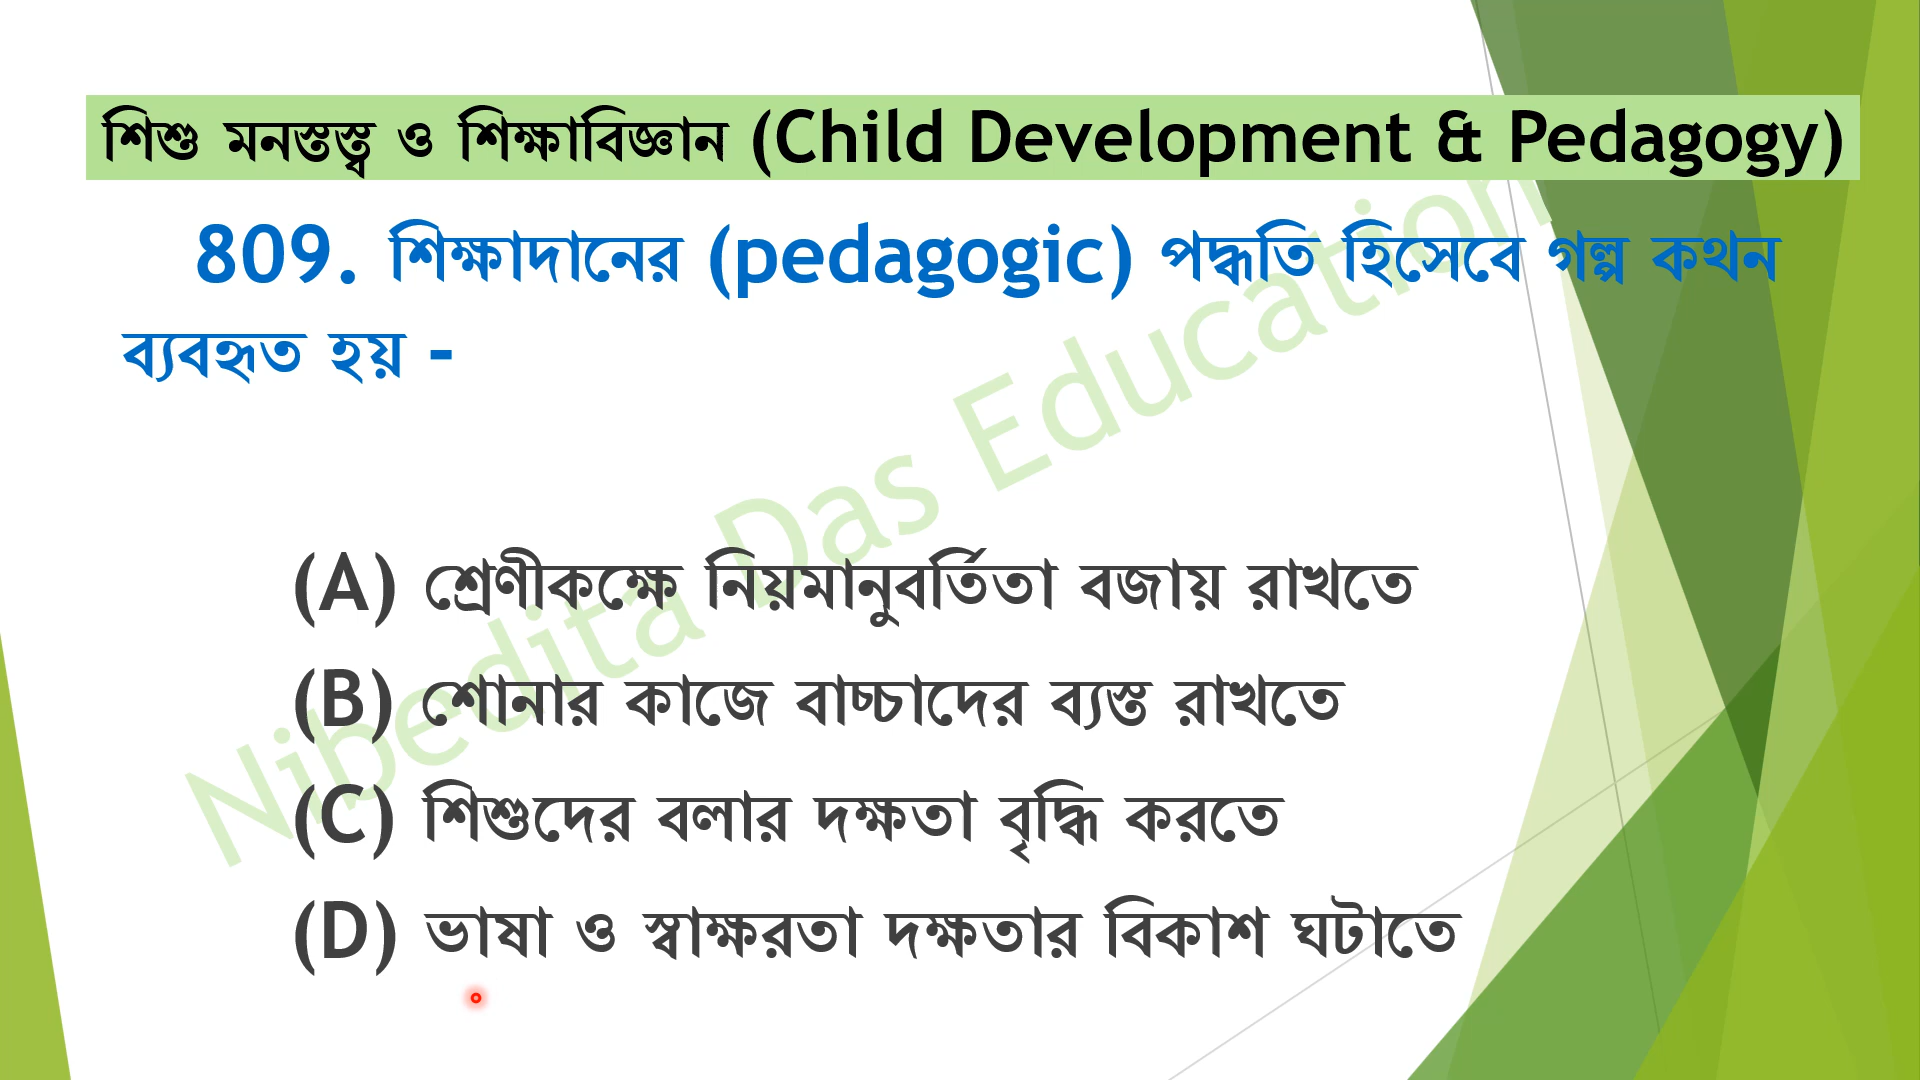 শিশু মনস্তত্ত্ব ও শিক্ষাবিজ্ঞান (Child Development & Pedagogy)
809. শিক্ষাদানের (pedagogic) পদ্ধতি হিসেবে গল্প কথন
ব্যবহৃত হয় -
(A) শ্রেণীকক্ষে নিয়মানুবর্তিতা বজায় রাখতে
(B) শোনার কাজে বাচ্চাদের ব্যস্ত রাখতে
(C) শিশুদের বলার দক্ষতা বৃদ্ধি করতে
(D) ভাষা ও স্বাক্ষরতা দক্ষতার বিকাশ ঘটাতে
Nibedita Das Education